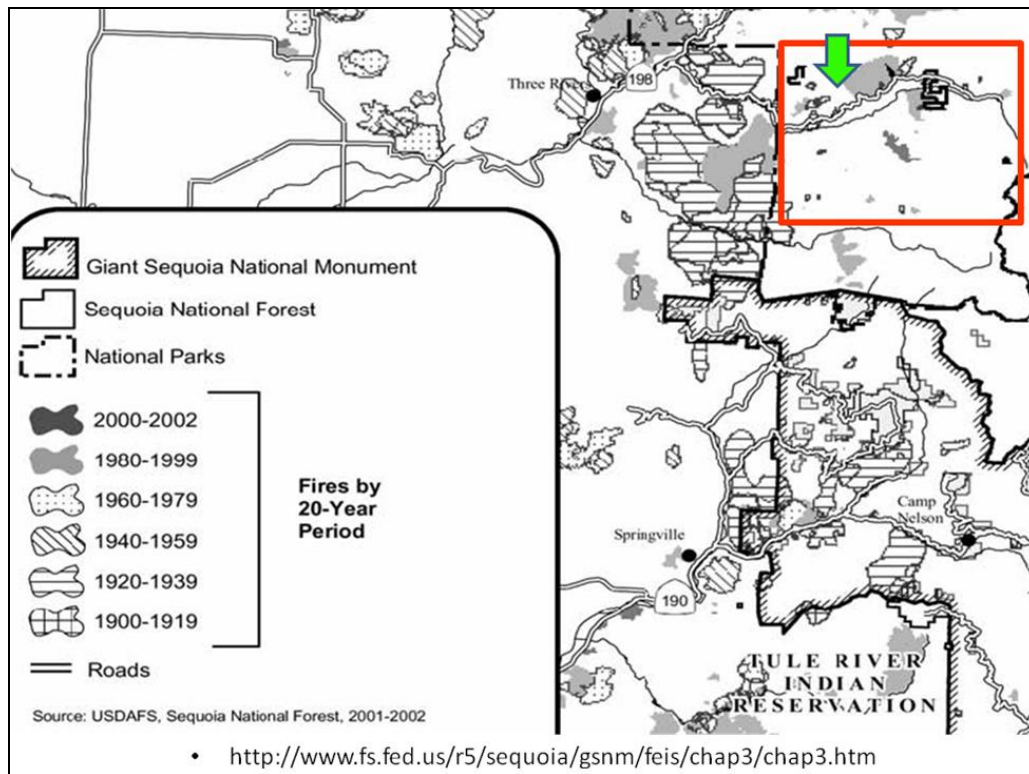 198
Three Rivers
Giant Sequoia National Monument
Sequoia National Forest
National Parks
2000-2002
1980-1999
1960-1979
1940-1959
1920-1939
1900-1919
Fires by
20-Year
Period
Roads
Source: USDAFS, Sequoia National Forest, 2001-2002
Camp
Nelson
Springville
190
TULE RIVER
INDIAN
RESERVATION
• http://www.fs.fed.us/r5/sequoia/gsnm/feis/chap3/chap3.htm